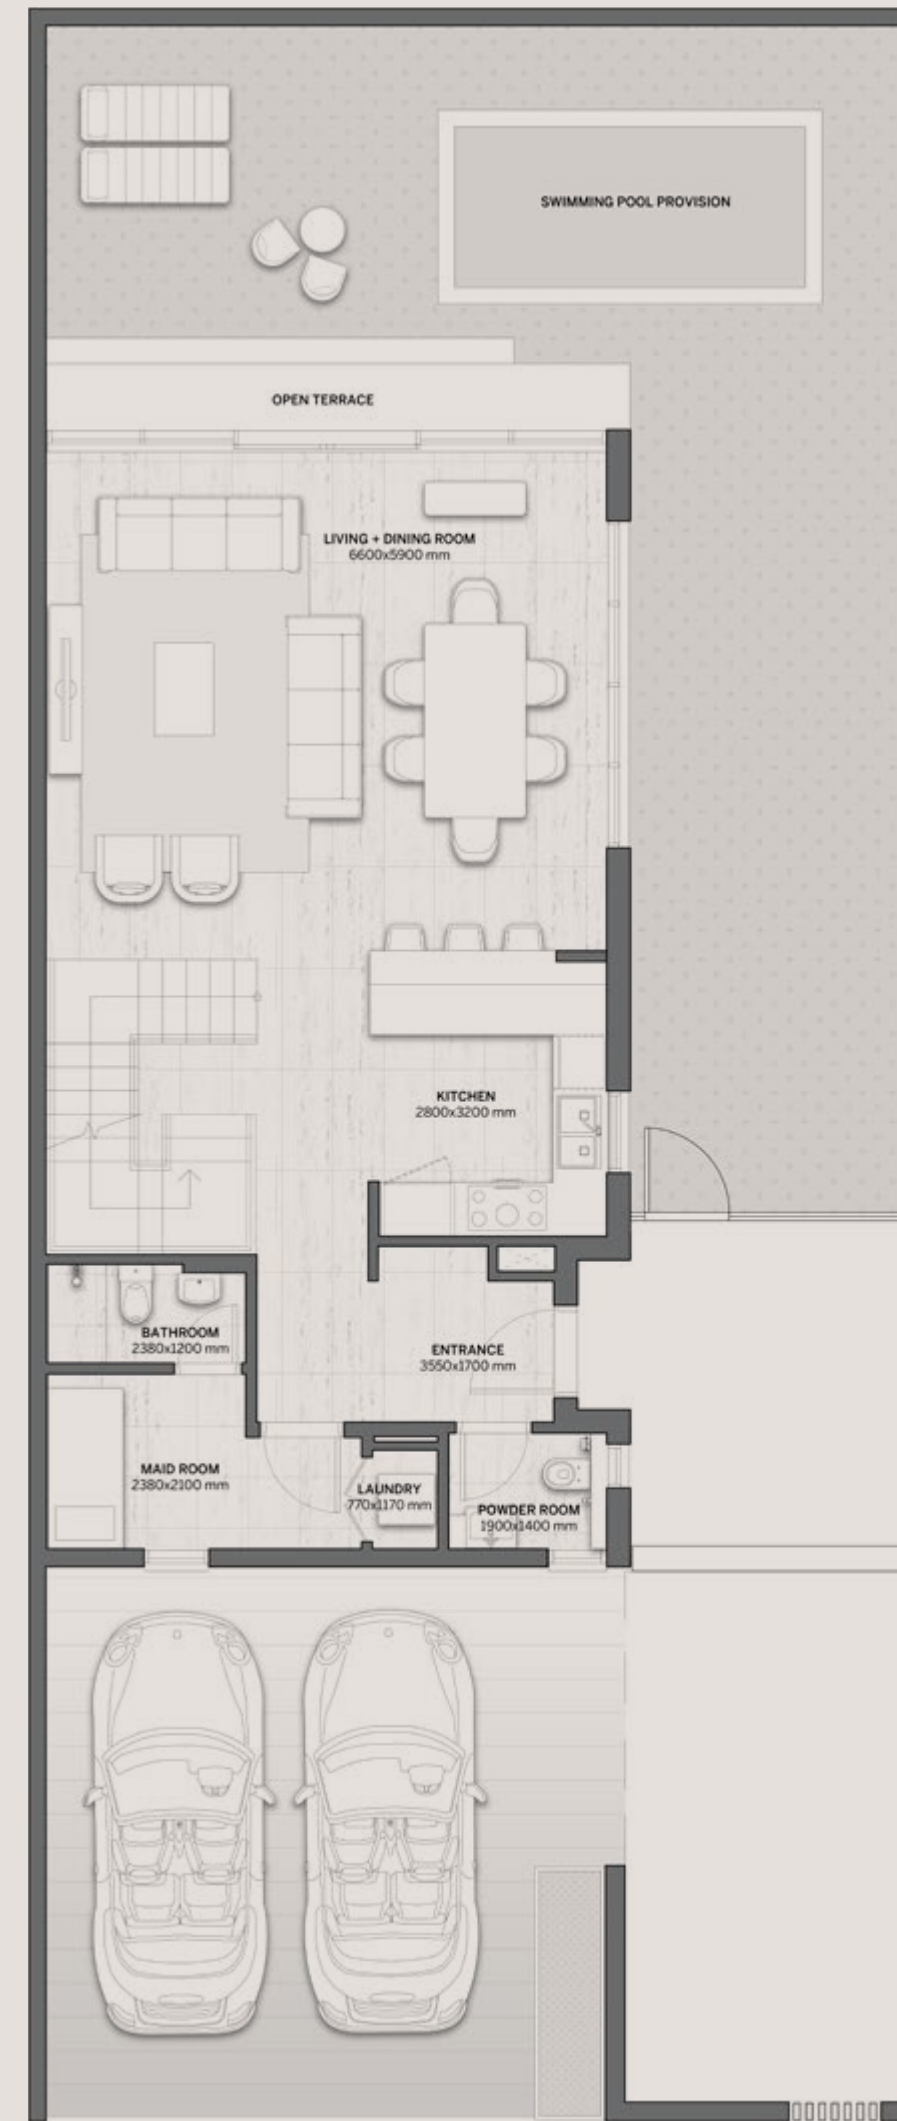 SWIMMING POOL PROVISION
OPEN TERRACE
LIVING + DINING ROOM
6600x5900 mm
KITCHEN
2800x3200 mm
BATHROOM
2380x1200 mm
ENTRANCE
3550x1700 mm
MAID ROOM
2380x2100 mm
LAUNDRY
770x1170 mm
POWDER ROOM
1900x1400 mm